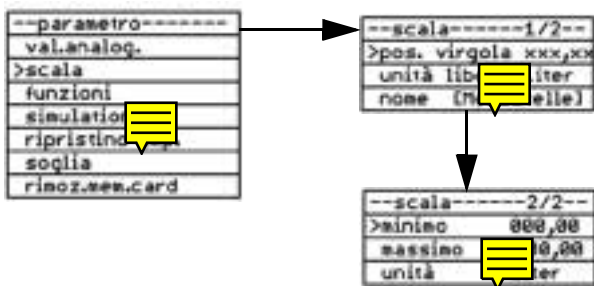 --parametro-------
val.analog.
>scala
funzioni
simulation
ripristino
soglia
rimoz.mem.card
--scala------1/2--
>pos. virgola xxx,xx
unità
nome
--scala------2/2--
>minimo 000,00
massimo
unità